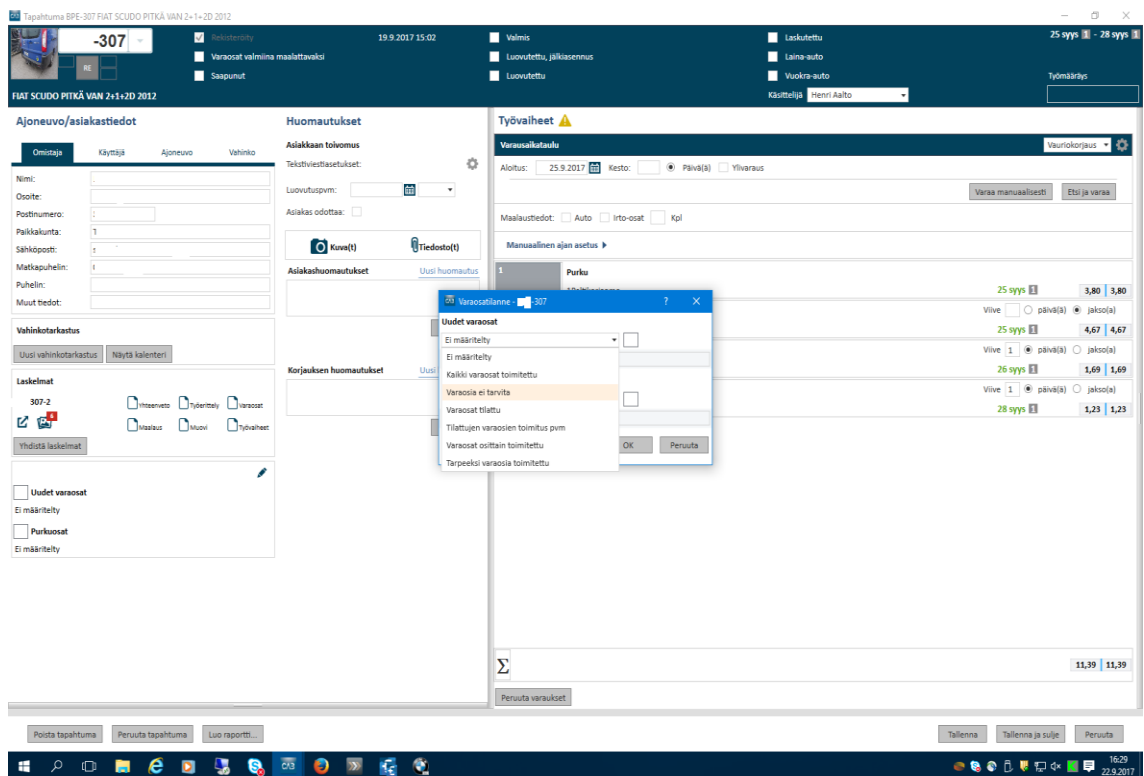 Tapahtuma BPE-307 FIAT SCUDO PITKÄ VAN 2+1+2D 2012
-307
RE
FIAT SCUDO PITKÄ VAN 2+1+2D 2012
Rekisteröity 19.9.2017 15:02
Varaosat valmiina maalattavaksi
Saapunut
Valmis
Luovutettu, jälkiasennus
Luovutettu
Laskutettu
Laina-auto
Vuokra-auto
Käsittelijä Henri Aalto
25 syys 1 - 28 syys 1
Työmääräys
Ajoneuvo/asiakastiedot
Omistaja Käyttäjä Ajoneuvo Vahinko
Nimi:
Osoite:
Postinumero:
Paikkakunta:
Sähköposti:
Matkapuhelin:
Puhelin:
Muut tiedot:
Vahinkotarkastus
Uusi vahinkotarkastus Näytä kalenteri
Laskelmat
307-2
Yhteenveto Työerittely Varaosat
6
Maalaus Muovi Työvaiheet
Yhdistä laskelmat
Uudet varaosat
Ei määritelty
Purkuosat
Ei määritelty
Huomautukset
Asiakkaan toivomus
Tekstiviestiasetukset:
Luovutuspvm:
Asiakas odottaa:
Kuva(t) Tiedosto(t)
Asiakashuomautukset Uusi huomautus
Korjauksen huomautukset Uusi
Työvaiheet
Varausaikataulu Vauriokorjaus
Aloitus: 25.9.2017 Kesto: Päivä(ä) Ylivaraus
Varaa manuaalisesti Etsi ja varaa
Maalaustiedot: Auto Irto-osat Kpl
Manuaalinen ajan asetus
1 Purku
25 syys 1 3,80 3,80
Viive päivä(ä) jakso(a)
25 syys 1 4,67 4,67
Viive 1 päivä(ä) jakso(a)
26 syys 1 1,69 1,69
Viive 1 päivä(ä) jakso(a)
28 syys 1 1,23 1,23
Σ 11,39 11,39
Peruuta varaukset
Varaosatilanne - -307 ? X
Uudet varaosat
Ei määritelty
Ei määritelty
Kaikki varaosat toimitettu
Varaosia ei tarvita
Varaosat tilattu
Tilattujen varaosien toimitus pvm
Varaosat osittain toimitettu
Tarpeeksi varaosia toimitettu
OK Peruuta
Poista tapahtuma Peruuta tapahtuma Luo raportti...
Tallenna Tallenna ja sulje Peruuta
16:29
22.9.2017